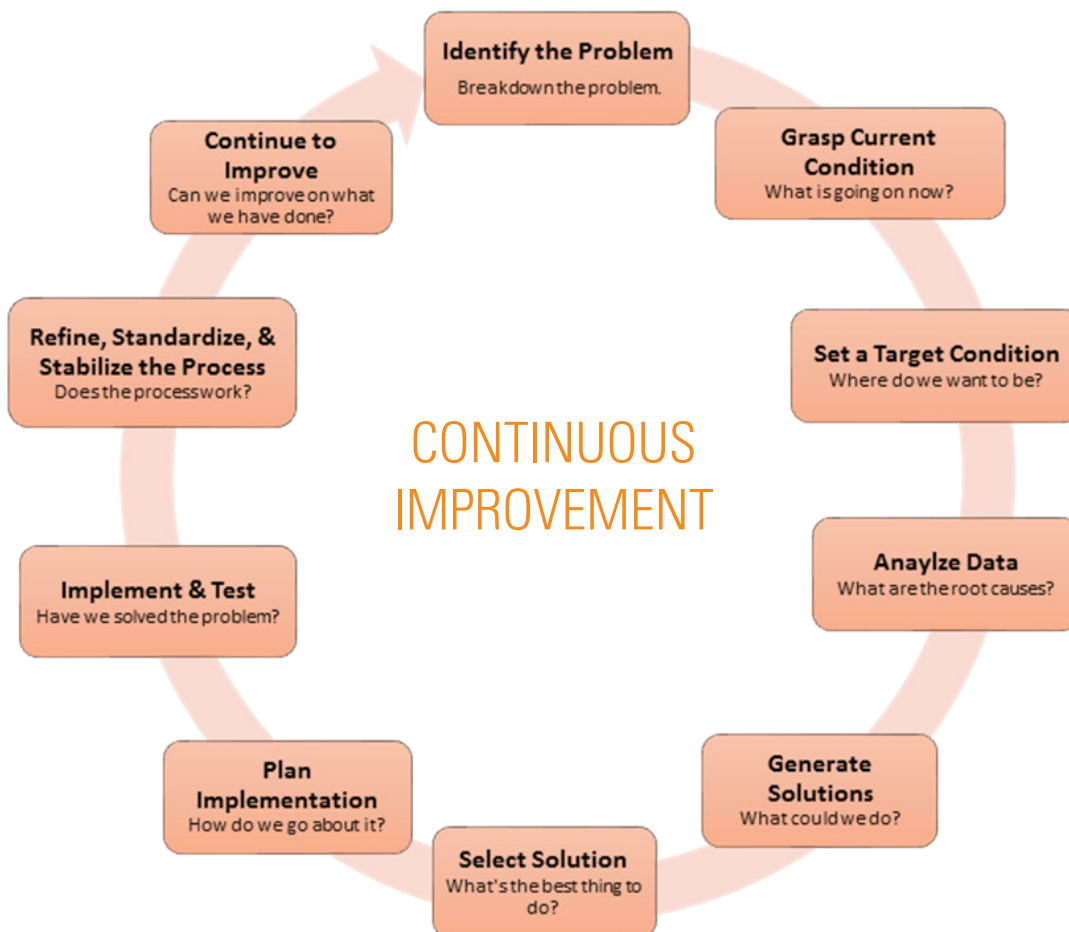 Identify the Problem
Breakdown the problem.
Grasp Current
Condition
What is going on now?
Set a Target Condition
Where do we want to be?
Anaylze Data
What are the root causes?
Generate
Solutions
What could we do?
Select Solution
What's the best thing to
do?
Plan
Implementation
How do we go about it?
Implement & Test
Have we solved the problem?
Refine, Standardize, &
Stabilize the Process
Does the process work?
Continue to
Improve
Can we improve on what
we have done?
CONTINUOUS
IMPROVEMENT